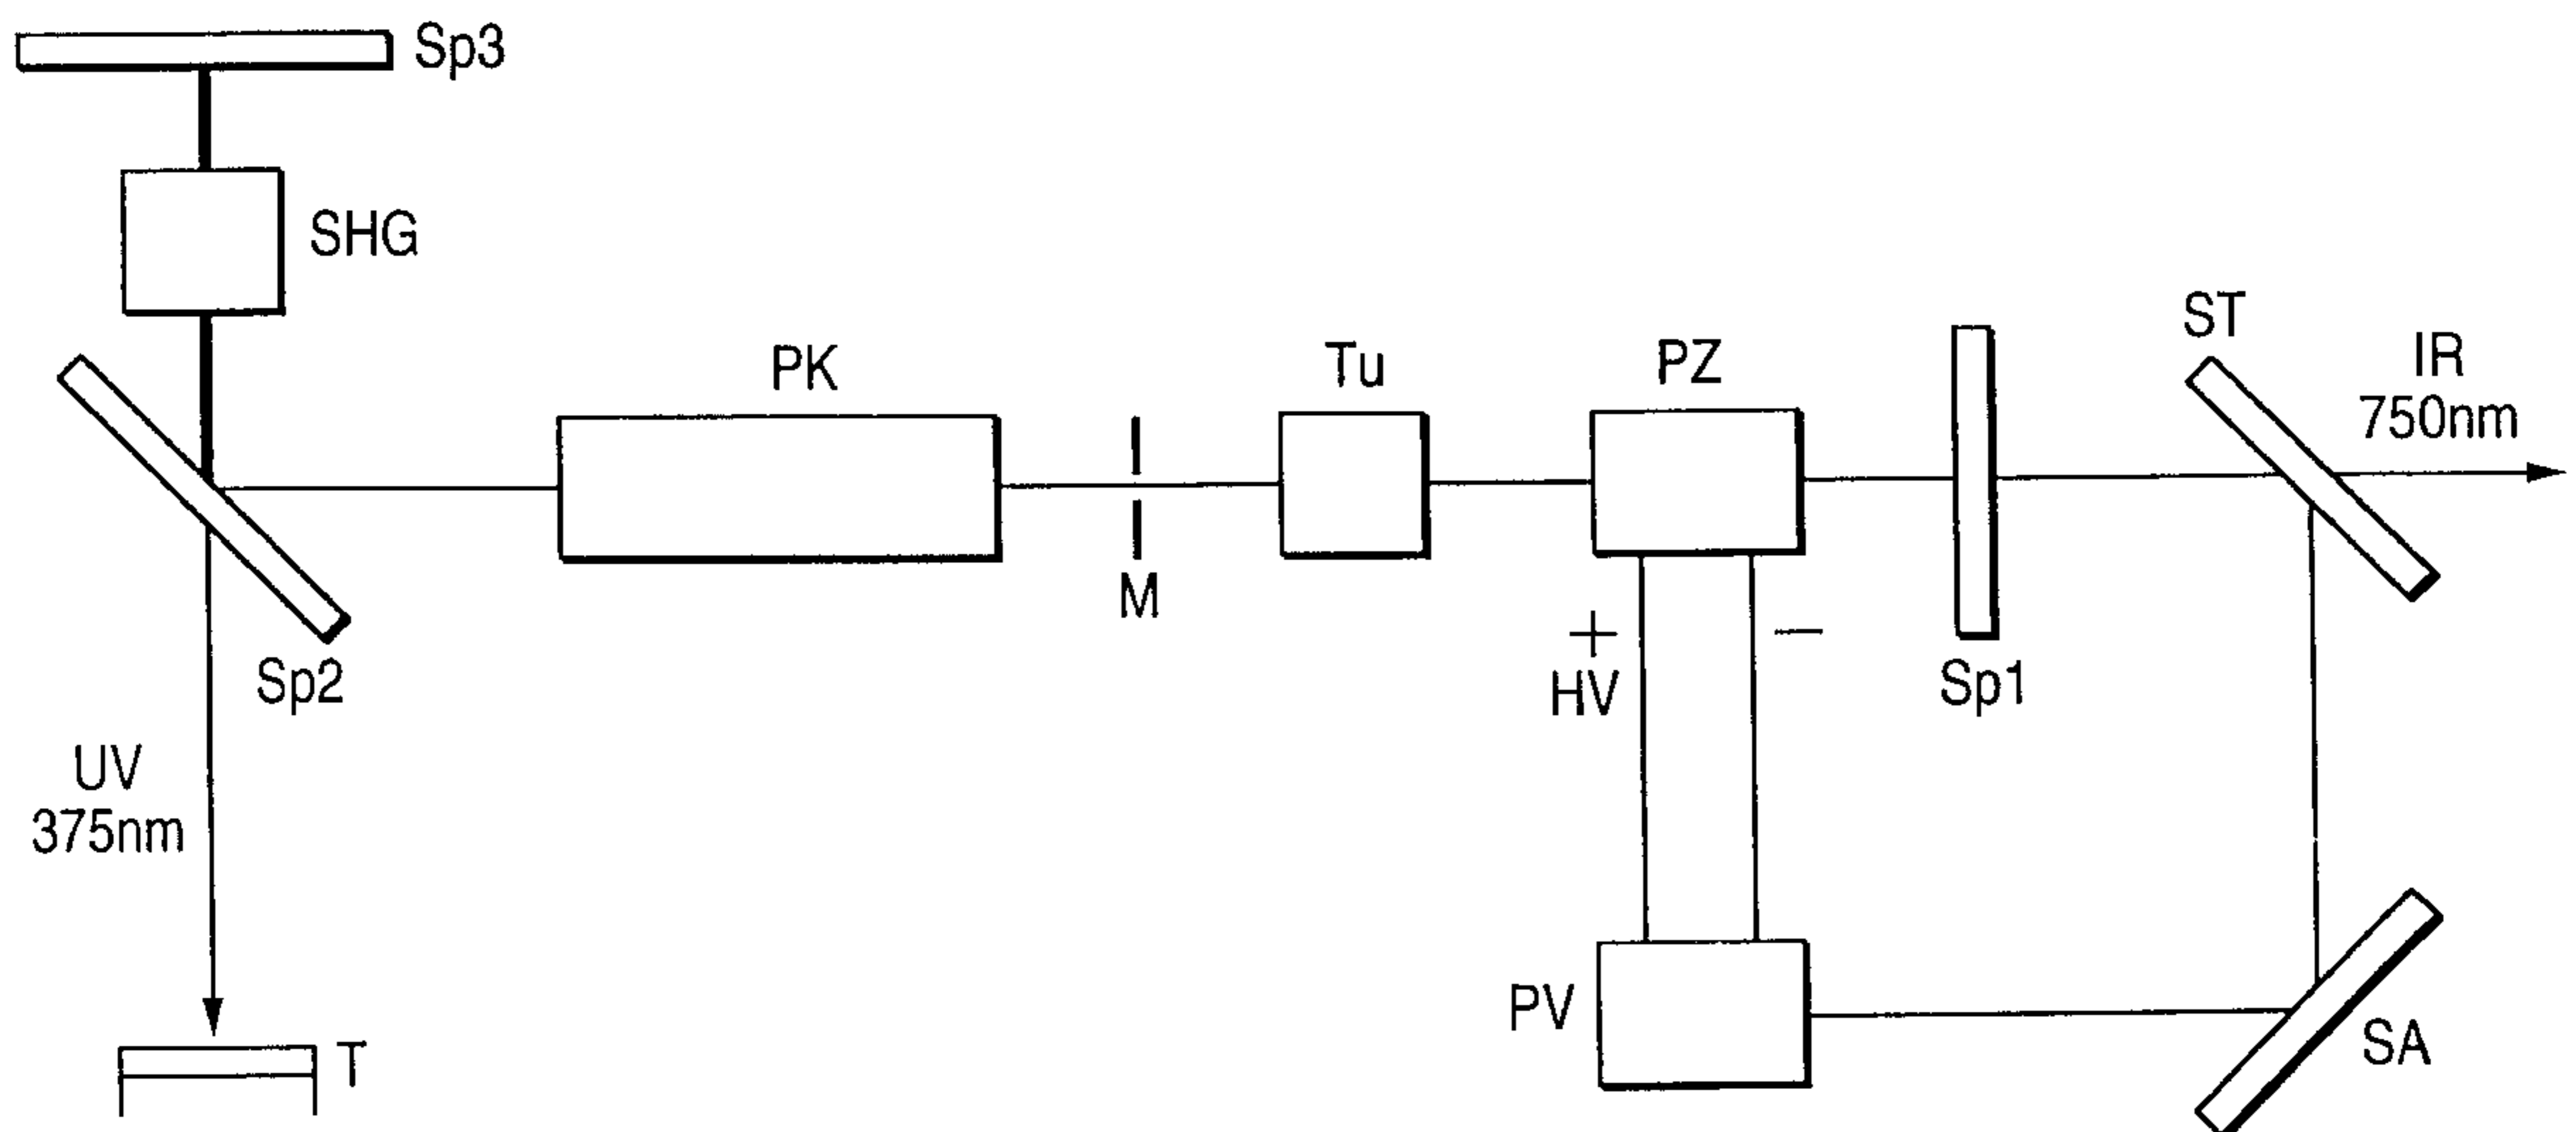 Sp3
SHG
ST
IR
750nm
PK
Tu
PZ
M
+
−
HV
Sp1
Sp2
UV
375nm
PV
SA
T